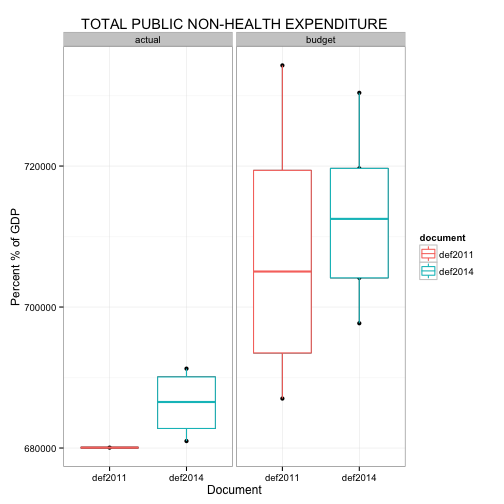 TOTAL PUBLIC NON-HEALTH EXPENDITURE
actual
budget
720000
700000
680000
Percent % of GDP
def2011
def2014
def2011
def2014
Document
document
def2011
def2014